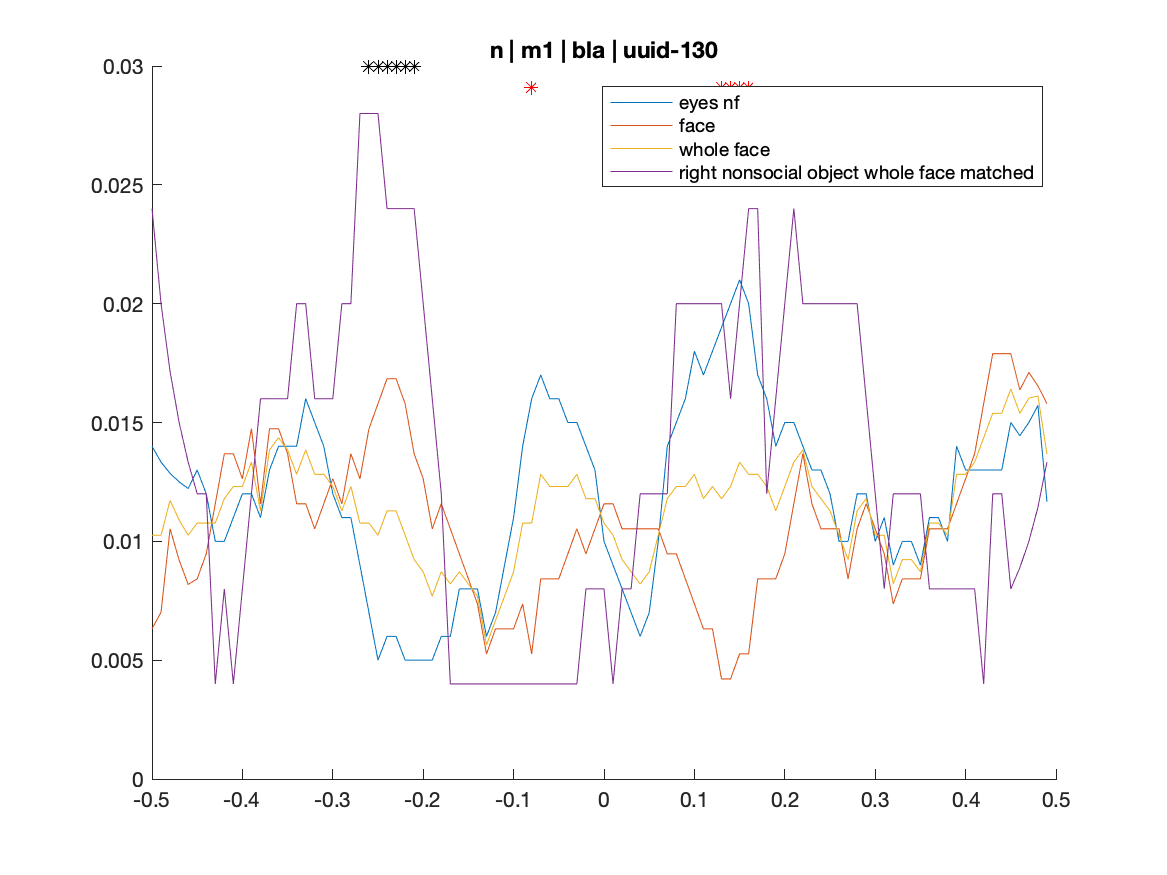 n | m1 | bla | uuid-130
0.03
0.025
0.02
0.015
0.01
0.005
0
-0.5 -0.4 -0.3 -0.2 -0.1 0 0.1 0.2 0.3 0.4 0.5
eyes nf
face
whole face
right nonsocial object whole face matched